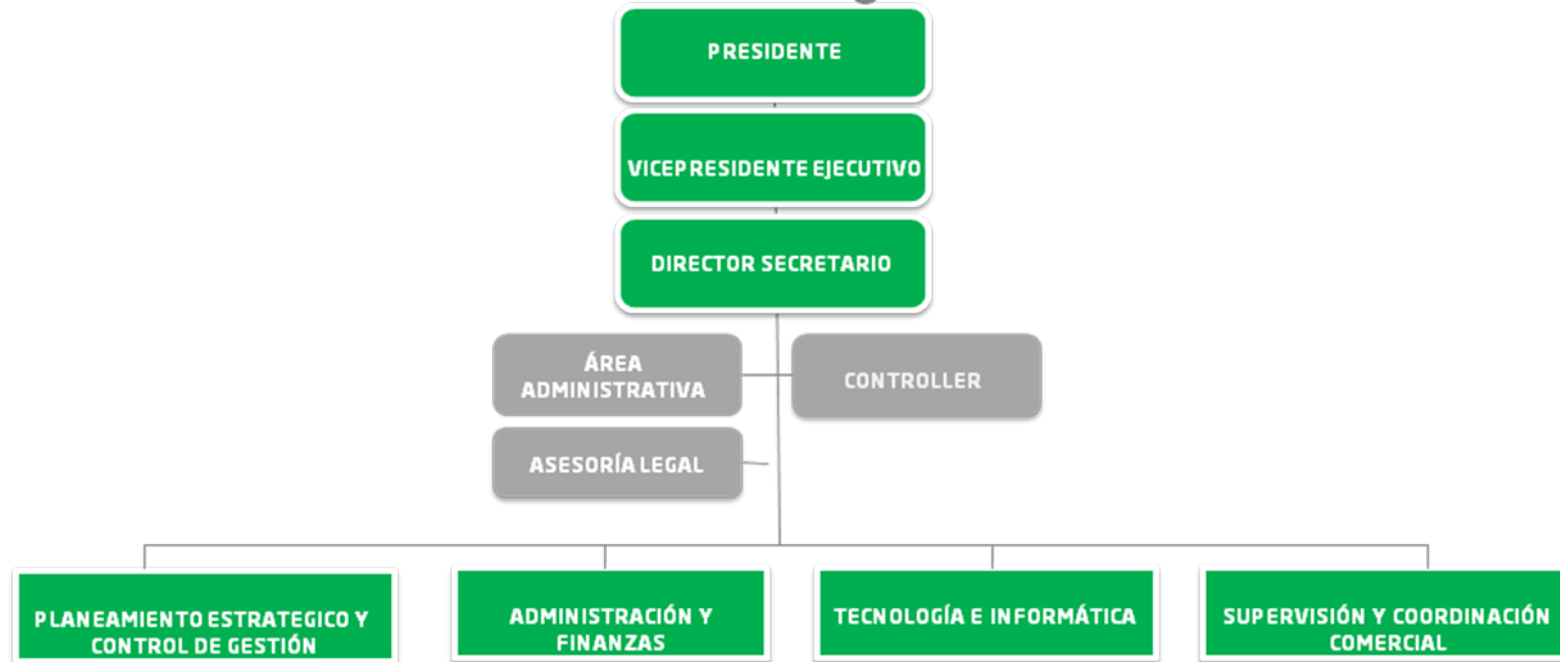 PRESIDENTE
VICEPRESIDENTE EJECUTIVO
DIRECTOR SECRETARIO
ÁREA
ADMINISTRATIVA
CONTROLLER
ASESORÍA LEGAL
PLANEAMIENTO ESTRATEGICO Y
CONTROL DE GESTIÓN
ADMINISTRACIÓN Y
FINANZAS
TECNOLOGÍA E INFORMÁTICA
SUPERVISIÓN Y COORDINACIÓN
COMERCIAL